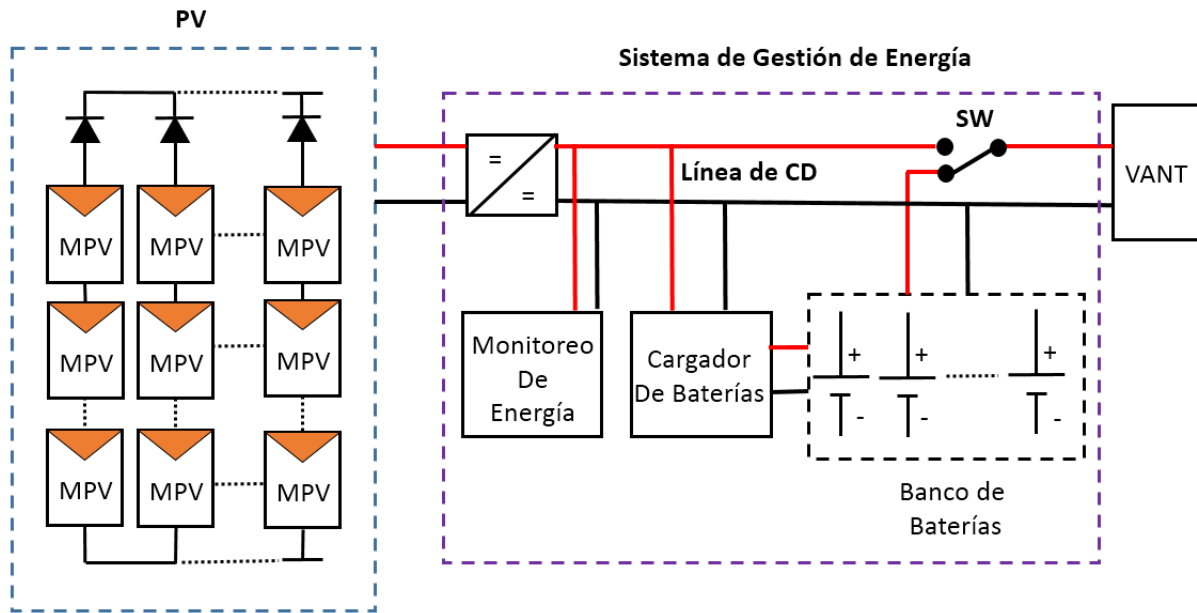 PV
Sistema de Gestión de Energía
SW
=
=
Línea de CD
VANT
MPV
MPV
MPV
MPV
MPV
MPV
MPV
MPV
MPV
Monitoreo
De
Energía
Cargador
De Baterías
+
+
+
-
-
-
Banco de
Baterías